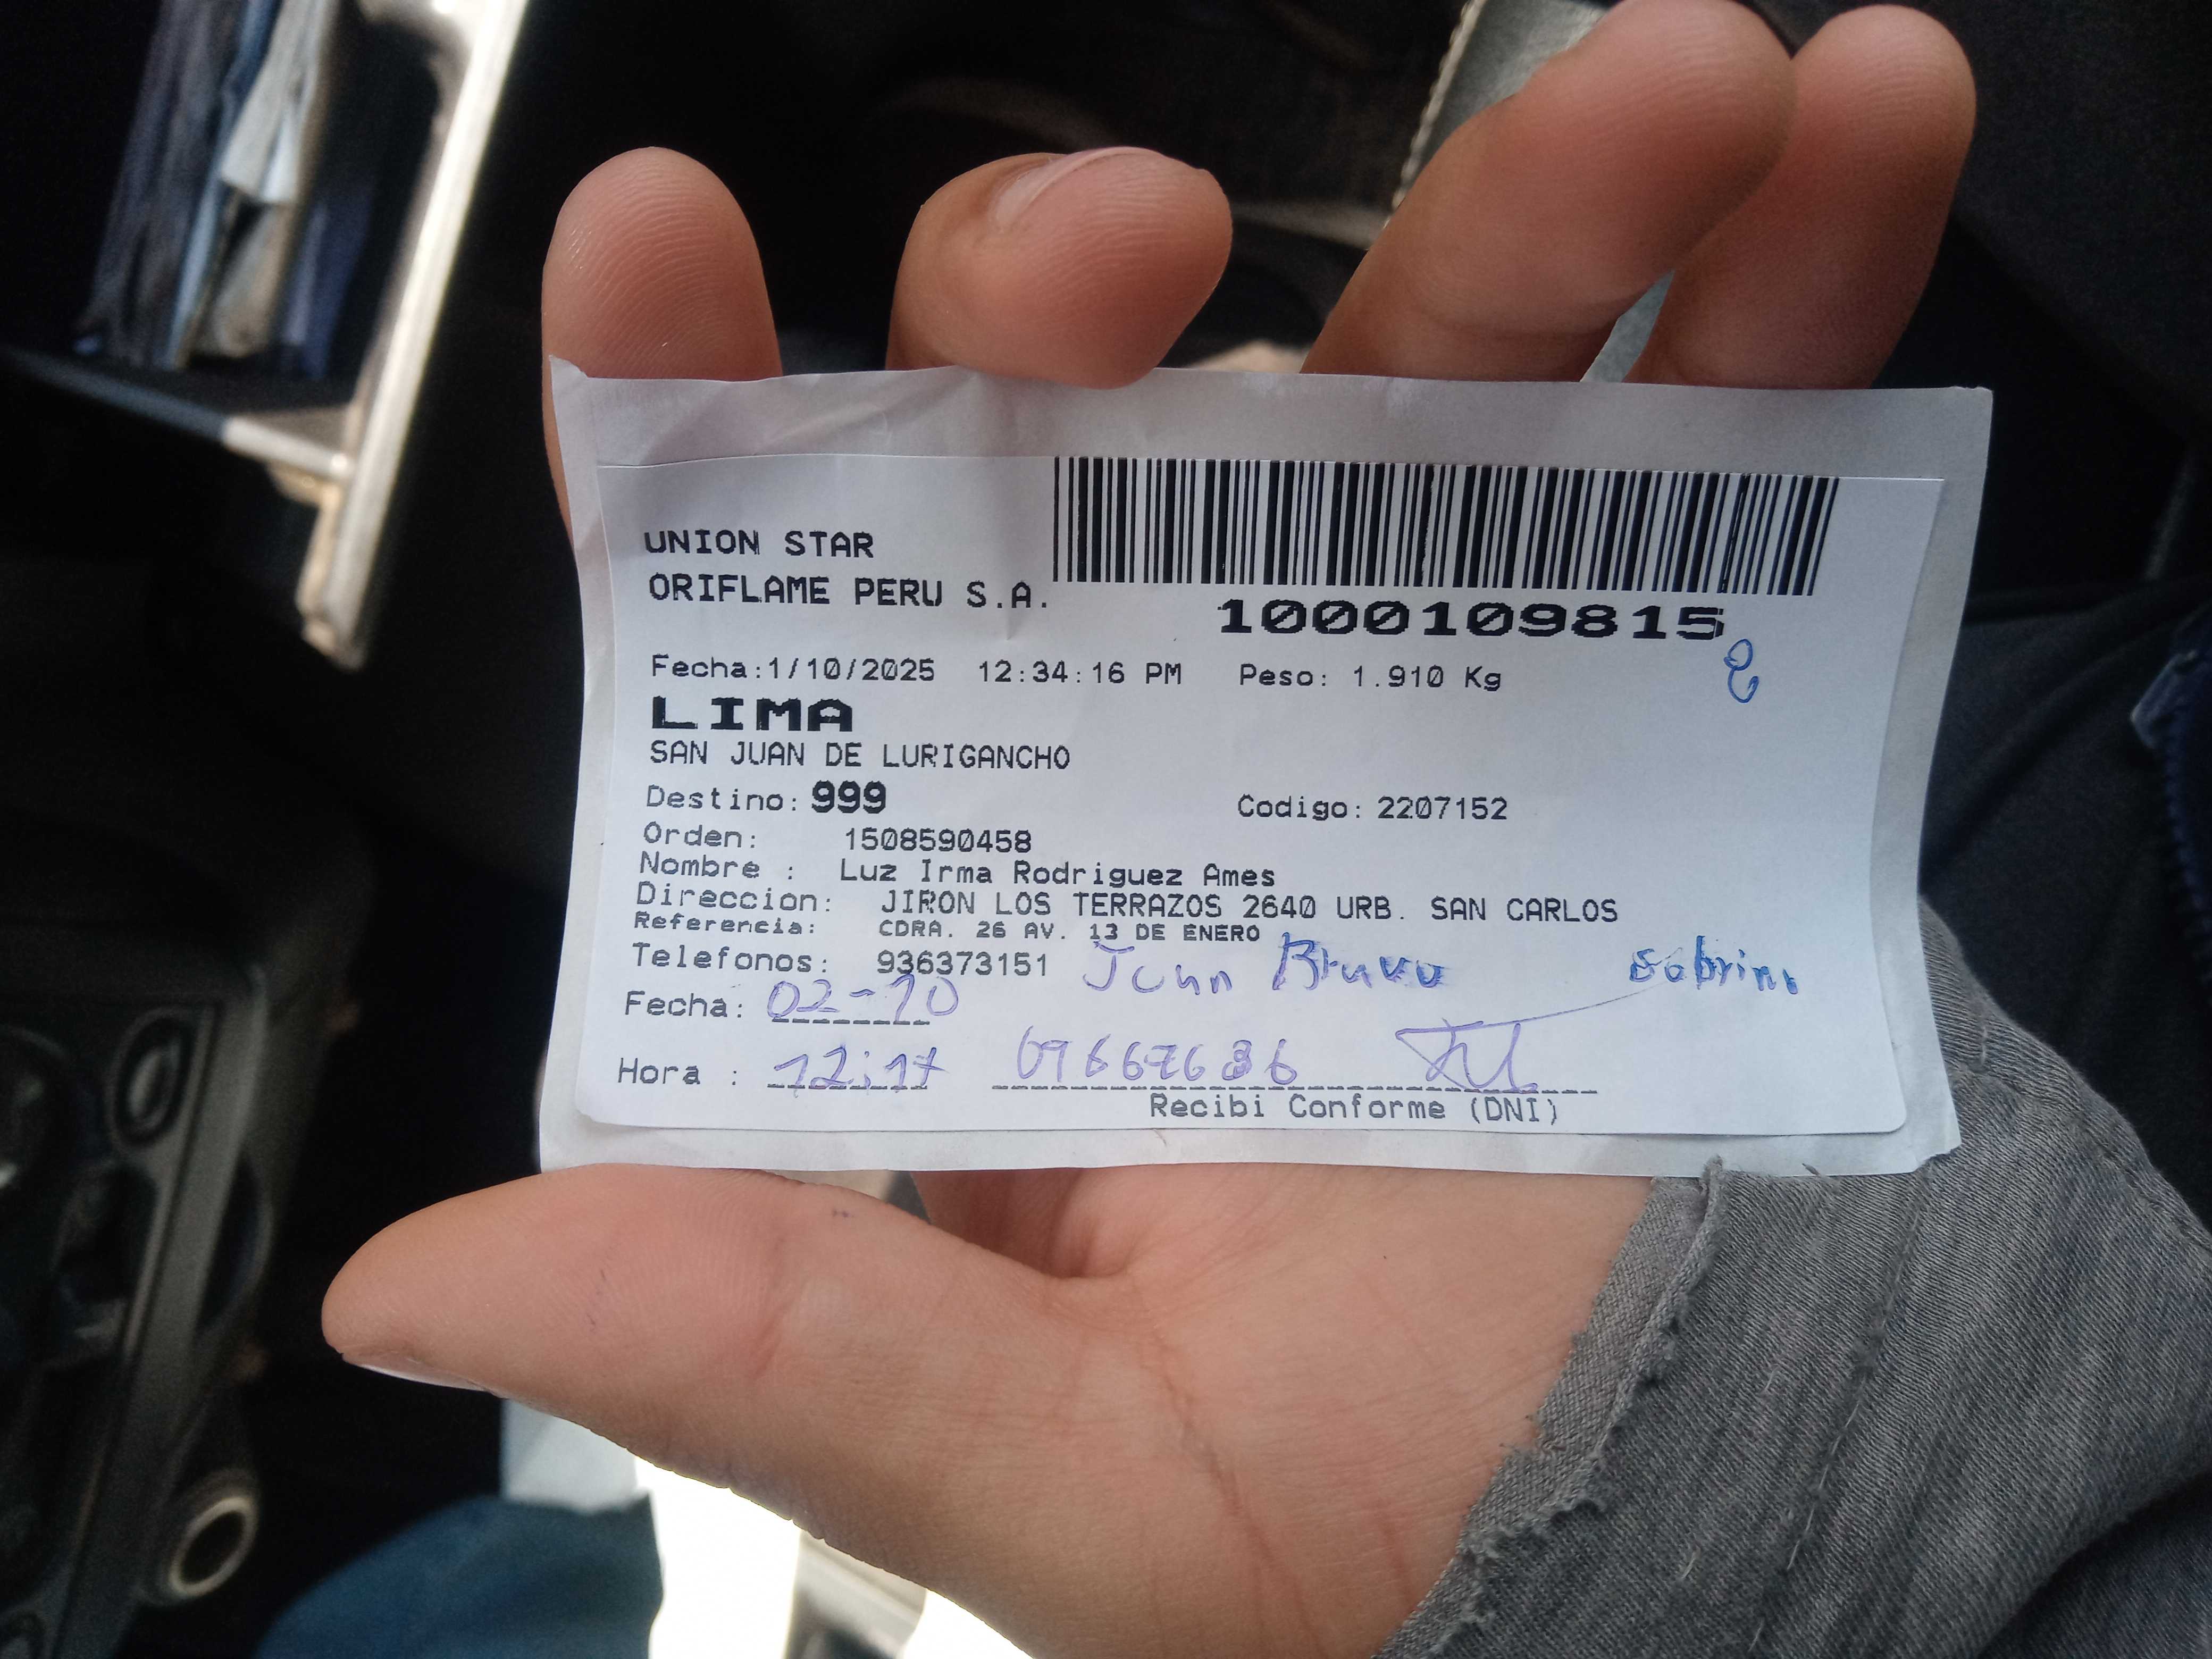 UNION STAR
ORIFLAME PERU S.A.
1000109815
Fecha:1/10/2025 12:34:16 PM Peso: 1.910 Kg
LIMA
SAN JUAN DE LURIGANCHO
Destino: 999 Codigo: 2207152
Orden: 1508590458
Nombre : Luz Irma Rodriguez Ames
Direccion: JIRON LOS TERRAZOS 2640 URB. SAN CARLOS
Referencia: CDRA. 26 AV. 13 DE ENERO
Telefonos: 936373151 Juan Bravo Sobrino
Fecha: 02-10
Hora : 12:17
Recibi Conforme (DNI)